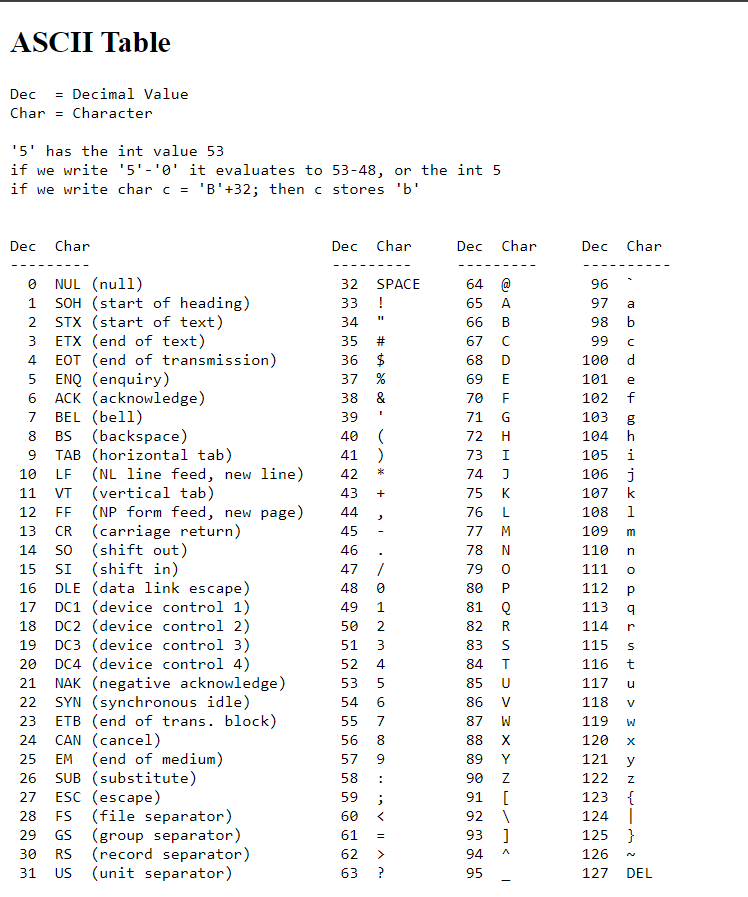 ASCII Table
Dec  = Decimal Value
Char = Character
'5' has the int value 53
if we write '5'-'0' it evaluates to 53-48, or the int 5
if we write char c = 'B'+32; then c stores 'b'
Dec  Char                           Dec  Char     Dec  Char     Dec  Char
---------                           ---------     ---------     ----------
  0  NUL (null)                      32  SPACE     64  @         96  `
  1  SOH (start of heading)          33  !         65  A         97  a
  2  STX (start of text)             34  "         66  B         98  b
  3  ETX (end of text)               35  #         67  C         99  c
  4  EOT (end of transmission)       36  $         68  D        100  d
  5  ENQ (enquiry)                   37  %         69  E        101  e
  6  ACK (acknowledge)               38  &         70  F        102  f
  7  BEL (bell)                      39  '         71  G        103  g
  8  BS  (backspace)                 40  (         72  H        104  h
  9  TAB (horizontal tab)            41  )         73  I        105  i
 10  LF  (NL line feed, new line)    42  *         74  J        106  j
 11  VT  (vertical tab)              43  +         75  K        107  k
 12  FF  (NP form feed, new page)    44  ,         76  L        108  l
 13  CR  (carriage return)           45  -         77  M        109  m
 14  SO  (shift out)                 46  .         78  N        110  n
 15  SI  (shift in)                  47  /         79  O        111  o
 16  DLE (data link escape)          48  0         80  P        112  p
 17  DC1 (device control 1)          49  1         81  Q        113  q
 18  DC2 (device control 2)          50  2         82  R        114  r
 19  DC3 (device control 3)          51  3         83  S        115  s
 20  DC4 (device control 4)          52  4         84  T        116  t
 21  NAK (negative acknowledge)      53  5         85  U        117  u
 22  SYN (synchronous idle)          54  6         86  V        118  v
 23  ETB (end of trans. block)       55  7         87  W        119  w
 24  CAN (cancel)                    56  8         88  X        120  x
 25  EM  (end of medium)             57  9         89  Y        121  y
 26  SUB (substitute)                58  :         90  Z        122  z
 27  ESC (escape)                    59  ;         91  [        123  {
 28  FS  (file separator)            60  <         92  \        124  |
 29  GS  (group separator)           61  =         93  ]        125  }
 30  RS  (record separator)          62  >         94  ^        126  ~
 31  US  (unit separator)            63  ?         95  _        127  DEL